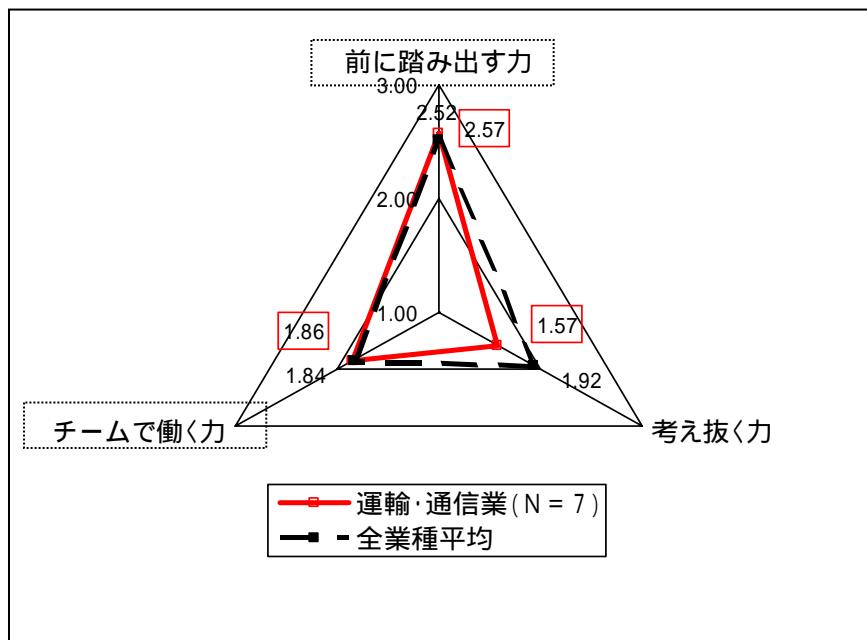 前に踏み出す力
3.00
2.52
2.57
2.00
1.00
1.86
1.57
1.84
1.92
チームで働く力
考え抜く力
運輸・通信業(N = 7)
全業種平均